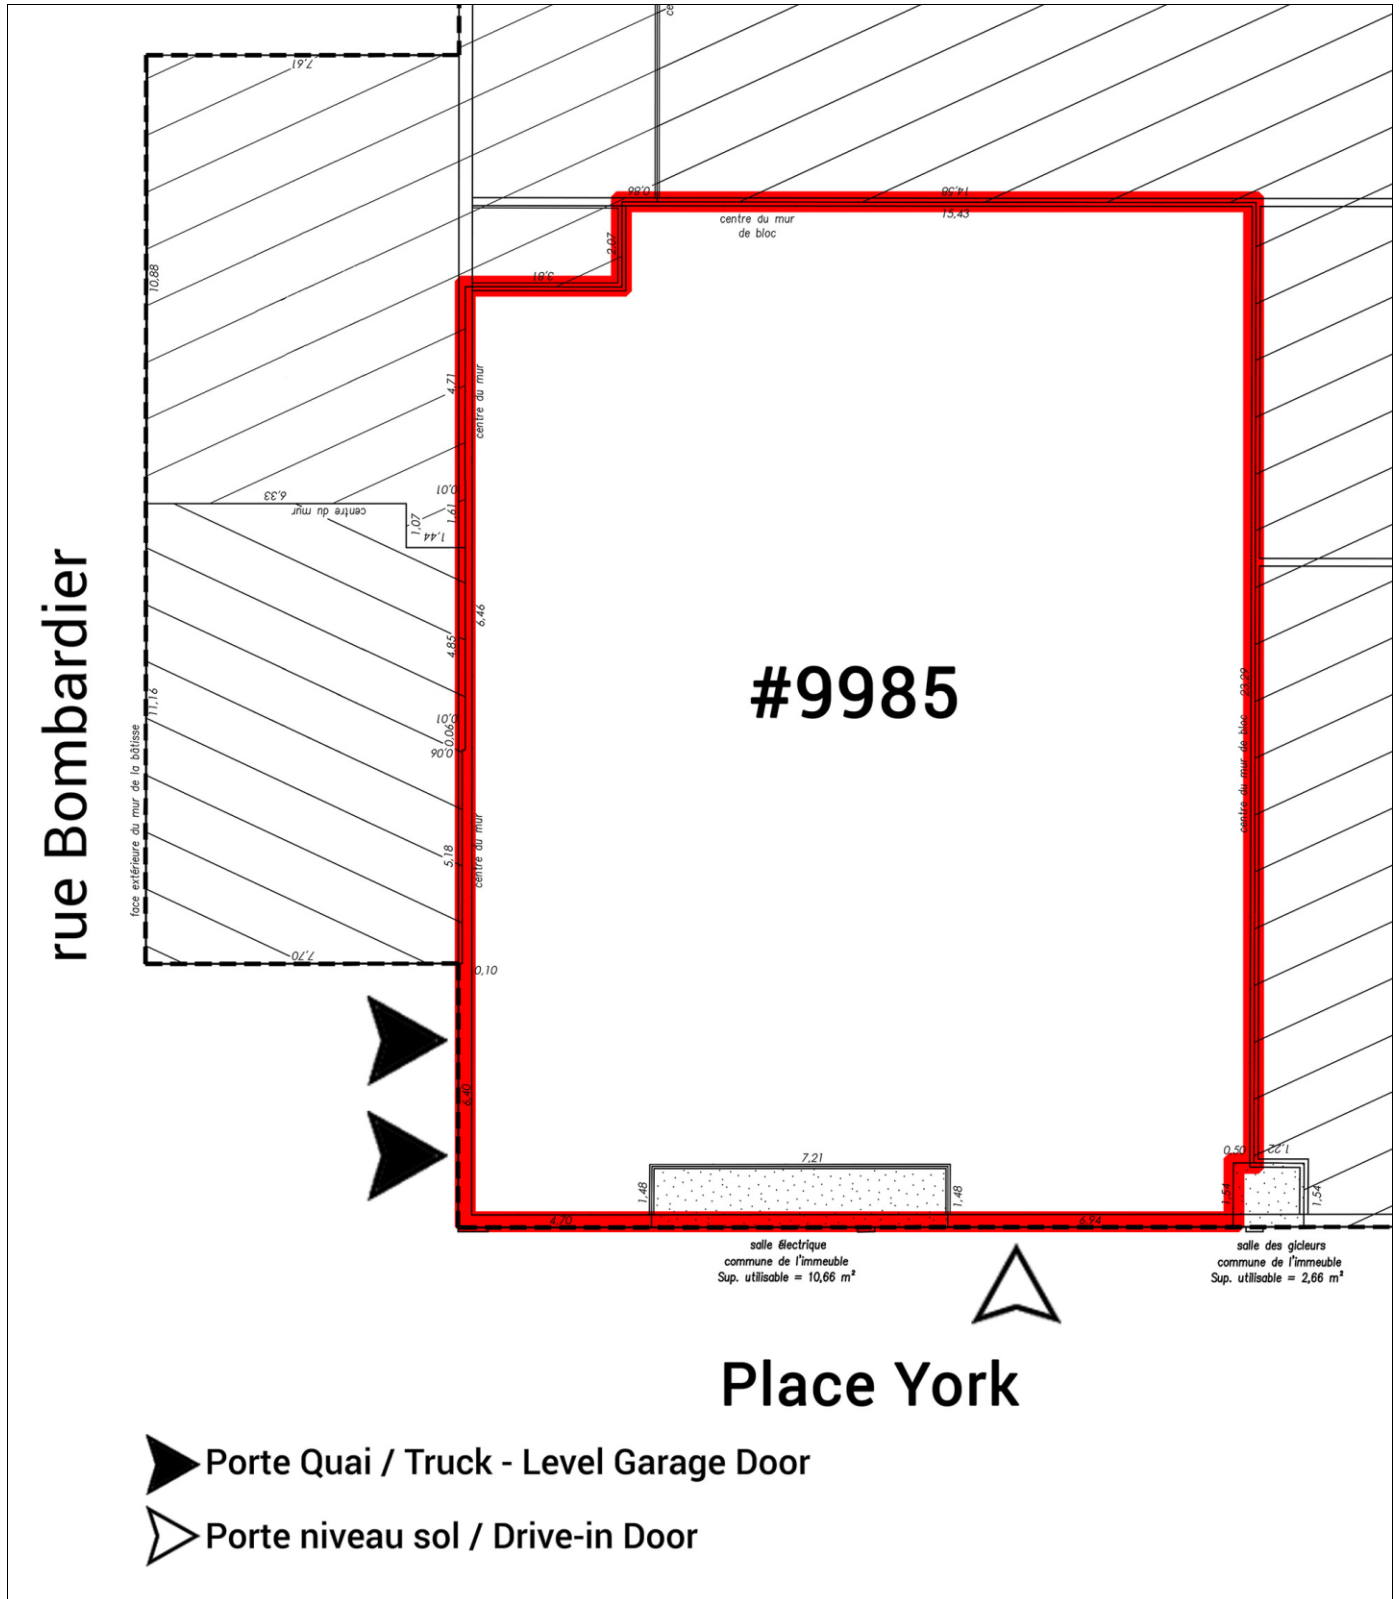 ce
7,61
0,86
14,58
15,43
centre du mur
de bloc
2,07
3,81
10,88
4,71
centre du mur
6,33
centre du mur
0,01
1,61
1,07
1,44
6,46
4,85
rue Bombardier
#9985
23,29
centre du mur de bloc
11,16
face extérieure du mur de la bâtisse
0,01
0,06
0,06
5,18
centre du mur
7,70
0,10
6,40
7,21
1,48
1,48
0,50
1,22
1,54
1,54
4,70
6,94
salle électrique
commune de l'immeuble
Sup. utilisable = 10,66 m²
salle des gicleurs
commune de l'immeuble
Sup. utilisable = 2,66 m²
Place York
Porte Quai / Truck - Level Garage Door
Porte niveau sol / Drive-in Door